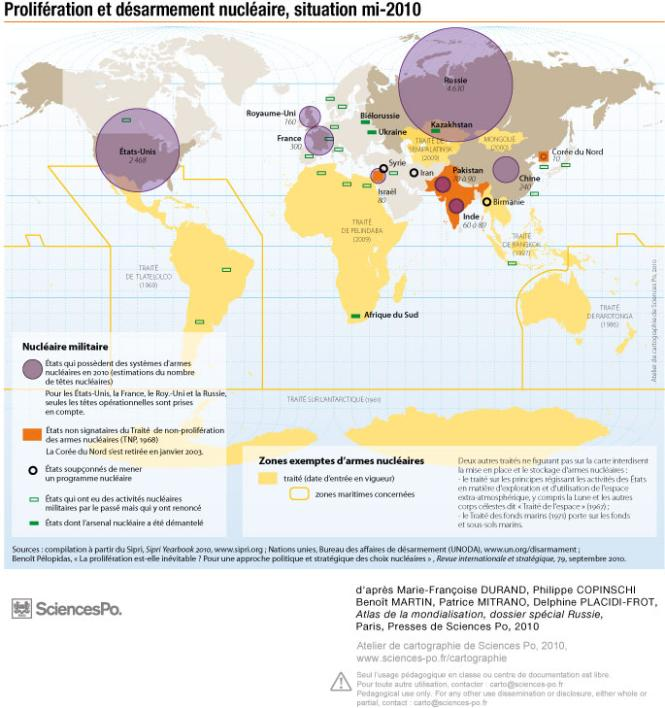 Prolifération et désarmement nucléaire, situation mi-2010
Russie
4 630
Royaume-Uni
160
Biélorussie
Kazakhstan
Ukraine
France
300
États-Unis
2 468
TRAITÉ DE
SEMIPALATINSK
(2009)
MONGOLIE
(2000)
Corée du Nord
10
Syrie
Iran
Pakistan
70 à 90
Chine
240
Israël
80
Birmanie
Inde
60 à 80
TRAITÉ
DE PELINDABA
(2009)
TRAITÉ
DE BANGKOK
(1997)
TRAITÉ
DE TLATELOLCO
(1969)
TRAITÉ
DE RAROTONGA
(1986)
Afrique du Sud
Atelier de cartographie de Sciences Po, 2010
TRAITÉ SUR L'ANTARCTIQUE (1961)
Nucléaire militaire
États qui possèdent des systèmes d'armes
nucléaires en 2010 (estimations du nombre
de têtes nucléaires)
Pour les États-Unis, la France, le Roy.-Uni et la Russie,
seules les têtes opérationnelles sont prises
en compte.
États non signataires du Traité de non-prolifération
des armes nucléaires (TNP, 1968)
La Corée du Nord s'est retirée en janvier 2003.
États soupçonnés de mener
un programme nucléaire
États qui ont eu des activités nucléaires
militaires par le passé mais qui y ont renoncé
États dont l'arsenal nucléaire a été démantelé
Zones exemptes d'armes nucléaires
traité (date d'entrée en vigueur)
zones maritimes concernées
Deux autres traités ne figurant pas sur la carte interdisent
la mise en place et le stockage d'armes nucléaires :
- le traité sur les principes régissant les activités des États
en matière d'exploration et d'utilisation de l'espace
extra-atmosphérique, y compris la Lune et les autres
corps célestes dit « Traité de l'espace » (1967) ;
- le Traité des fonds marins (1971) porte sur les fonds
et sous-sols marins.
Sources : compilation à partir du Sipri, Sipri Yearbook 2010, www.sipri.org ; Nations unies, Bureau des affaires de désarmement (UNODA), www.un.org/disarmament ;
Benoît Pélopidas, « La prolifération est-elle inévitable ? Pour une approche politique et stratégique des choix nucléaires » , Revue internationale et stratégique, 79, septembre 2010.
SciencesPo.
d'après Marie-Françoise DURAND, Philippe COPINSCHI
Benoît MARTIN, Patrice MITRANO, Delphine PLACIDI-FROT,
Atlas de la mondialisation, dossier spécial Russie,
Paris, Presses de Sciences Po, 2010
Atelier de cartographie de Sciences Po, 2010,
www.sciences-po.fr/cartographie
Seul l'usage pédagogique en classe ou centre de documentation est libre.
Pour toute autre utilisation, contacter : carto@sciences-po.fr
Pedagogical use only. For any other use dissemination or disclosure, either whole or
partial, contact : carto@sciences-po.fr